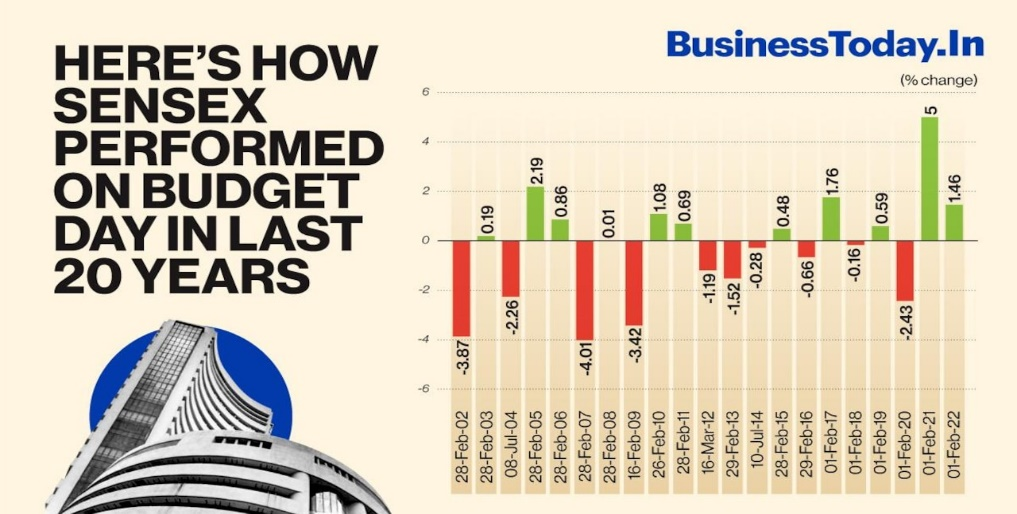 HERE'S HOW
SENSEX
PERFORMED
ON BUDGET
DAY IN LAST
20 YEARS
BusinessToday.In
(% change)
6
4
2
0
-2
-4
-6
-3.87
0.19
-2.26
2.19
0.86
-4.01
0.01
-3.42
1.08
0.69
-1.19
-1.52
-0.28
0.48
-0.66
1.76
-0.16
0.59
-2.43
5
1.46
28-Feb-02
28-Feb-03
08-Jul-04
28-Feb-05
28-Feb-06
28-Feb-07
28-Feb-08
16-Feb-09
26-Feb-10
28-Feb-11
16-Mar-12
29-Feb-13
10-Jul-14
28-Feb-15
29-Feb-16
01-Feb-17
01-Feb-18
01-Feb-19
01-Feb-20
01-Feb-21
01-Feb-22